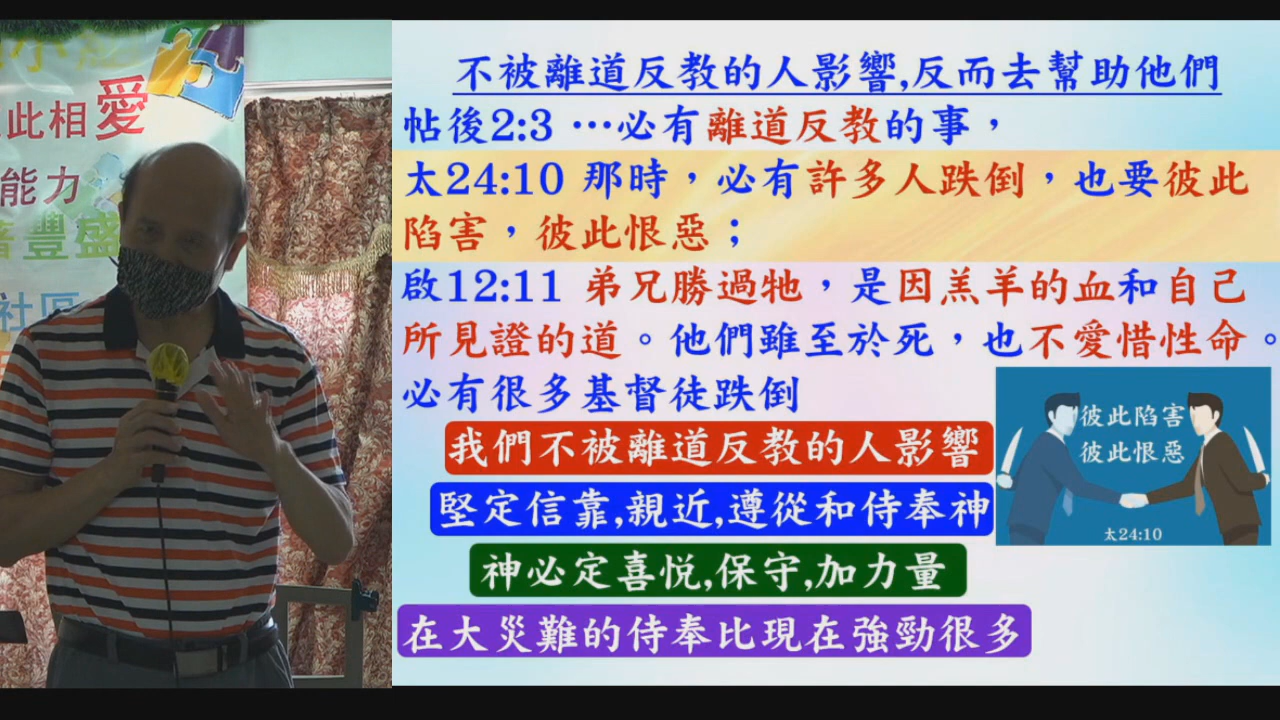 此相愛
能力
豐盛
社區
不被離道反教的人影響,反而去幫助他們
帖後2:3 …必有離道反教的事，
太24:10 那時，必有許多人跌倒，也要彼此
陷害，彼此恨惡；
啟12:11 弟兄勝過牠，是因羔羊的血和自己
所見證的道。他們雖至於死，也不愛惜性命。
必有很多基督徒跌倒
我們不被離道反教的人影響
堅定信靠,親近,遵從和侍奉神
神必定喜悅,保守,加力量
在大災難的侍奉比現在強勁很多
彼此陷害
彼此恨惡
太24:10